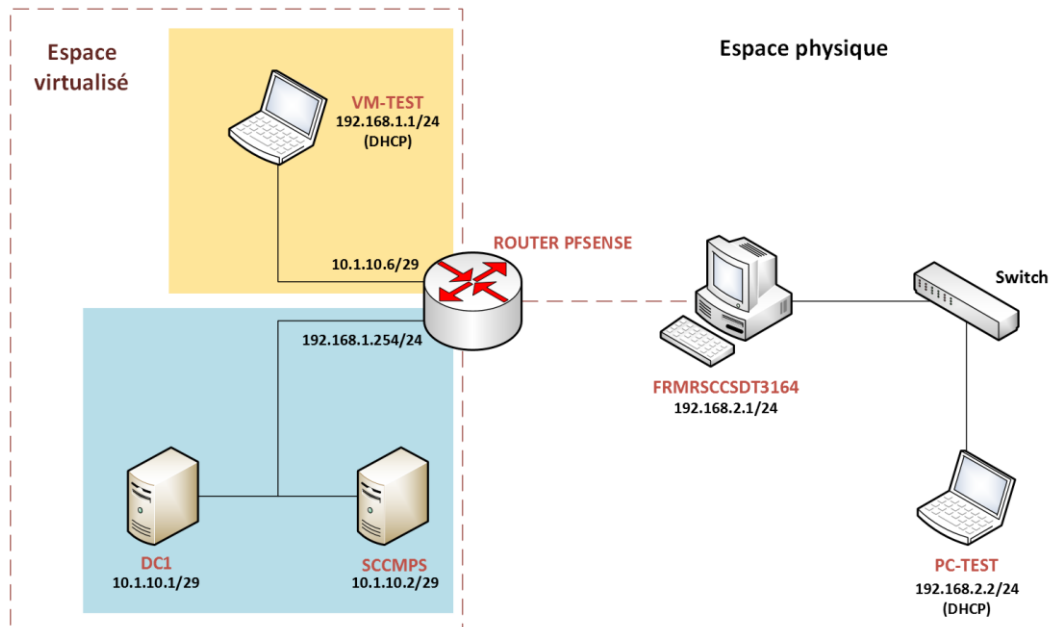 Espace
virtualisé
Espace physique
VM-TEST
192.168.1.1/24
(DHCP)
ROUTER PFSENSE
10.1.10.6/29
Switch
192.168.1.254/24
FRMRSCCSDT3164
192.168.2.1/24
DC1
10.1.10.1/29
SCCMPS
10.1.10.2/29
PC-TEST
192.168.2.2/24
(DHCP)